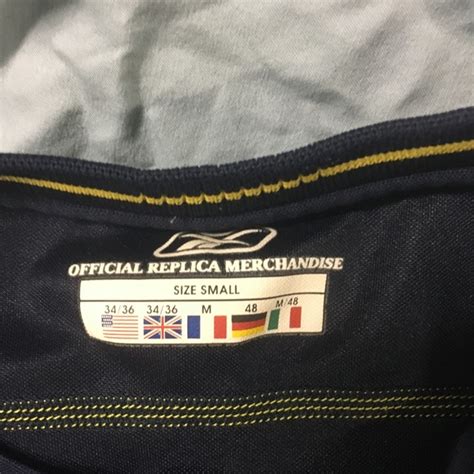 OFFICIAL REPLICA MERCHANDISE
SIZE SMALL
34/36 34/36 M 48 M/48